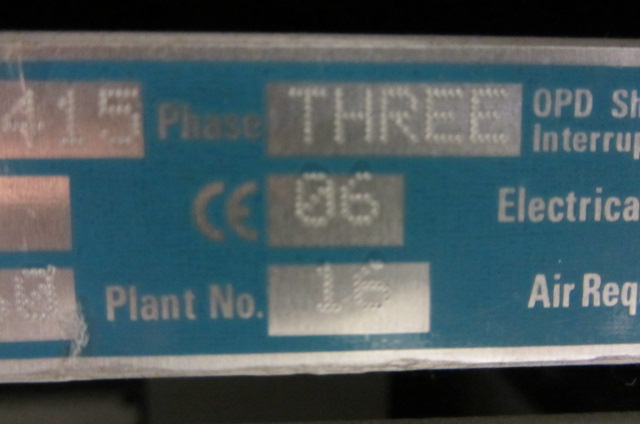 415 Phase THREE OPD Sh
Interrup
CE 06 Electrica
Plant No. 16 Air Req